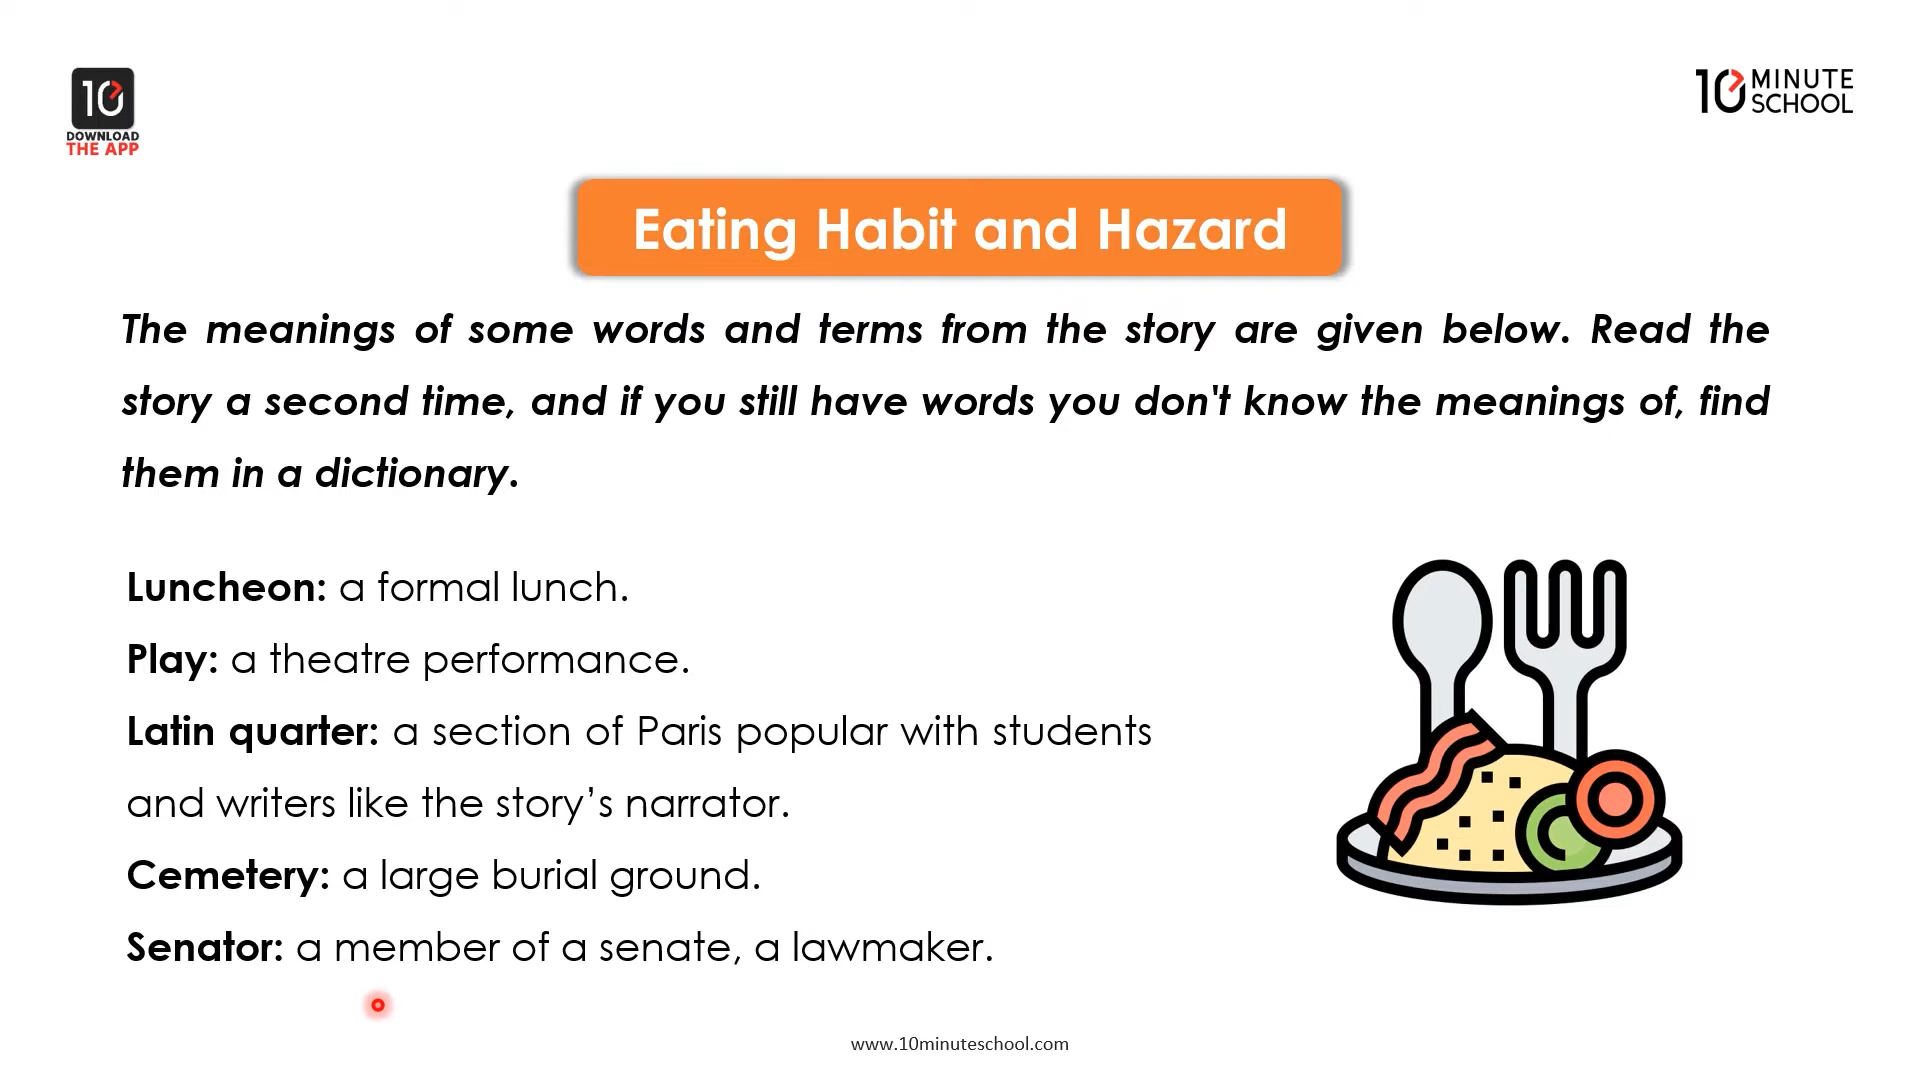 10
DOWNLOAD
THE APP
10 MINUTE
SCHOOL
Eating Habit and Hazard
The meanings of some words and terms from the story are given below. Read the
story a second time, and if you still have words you don't know the meanings of, find
them in a dictionary.
Luncheon: a formal lunch.
Play: a theatre performance.
Latin quarter: a section of Paris popular with students
and writers like the story’s narrator.
Cemetery: a large burial ground.
Senator: a member of a senate, a lawmaker.
www.10minuteschool.com